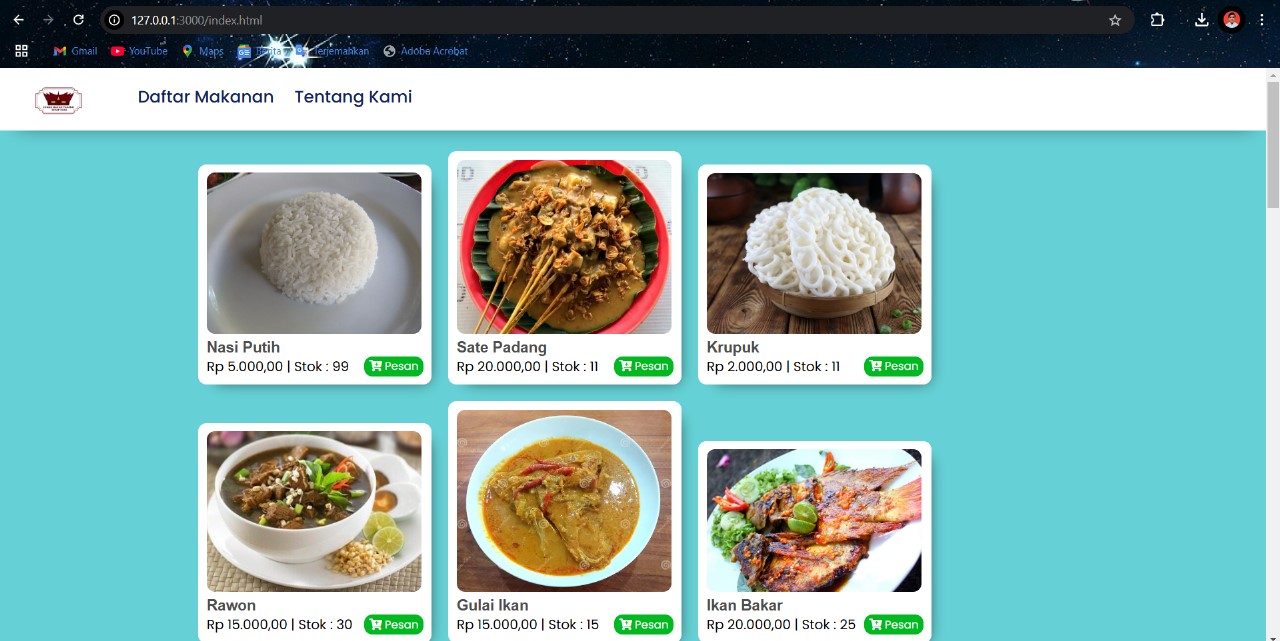 127.0.0.1:3000/index.html
Gmail YouTube Maps Berita Terjemahkan Adobe Acrobat
Daftar Makanan Tentang Kami
Nasi Putih
Rp 5.000,00 | Stok : 99 Pesan
Sate Padang
Rp 20.000,00 | Stok : 11 Pesan
Krupuk
Rp 2.000,00 | Stok : 11 Pesan
Rawon
Rp 15.000,00 | Stok : 30 Pesan
Gulai Ikan
Rp 15.000,00 | Stok : 15 Pesan
Ikan Bakar
Rp 20.000,00 | Stok : 25 Pesan